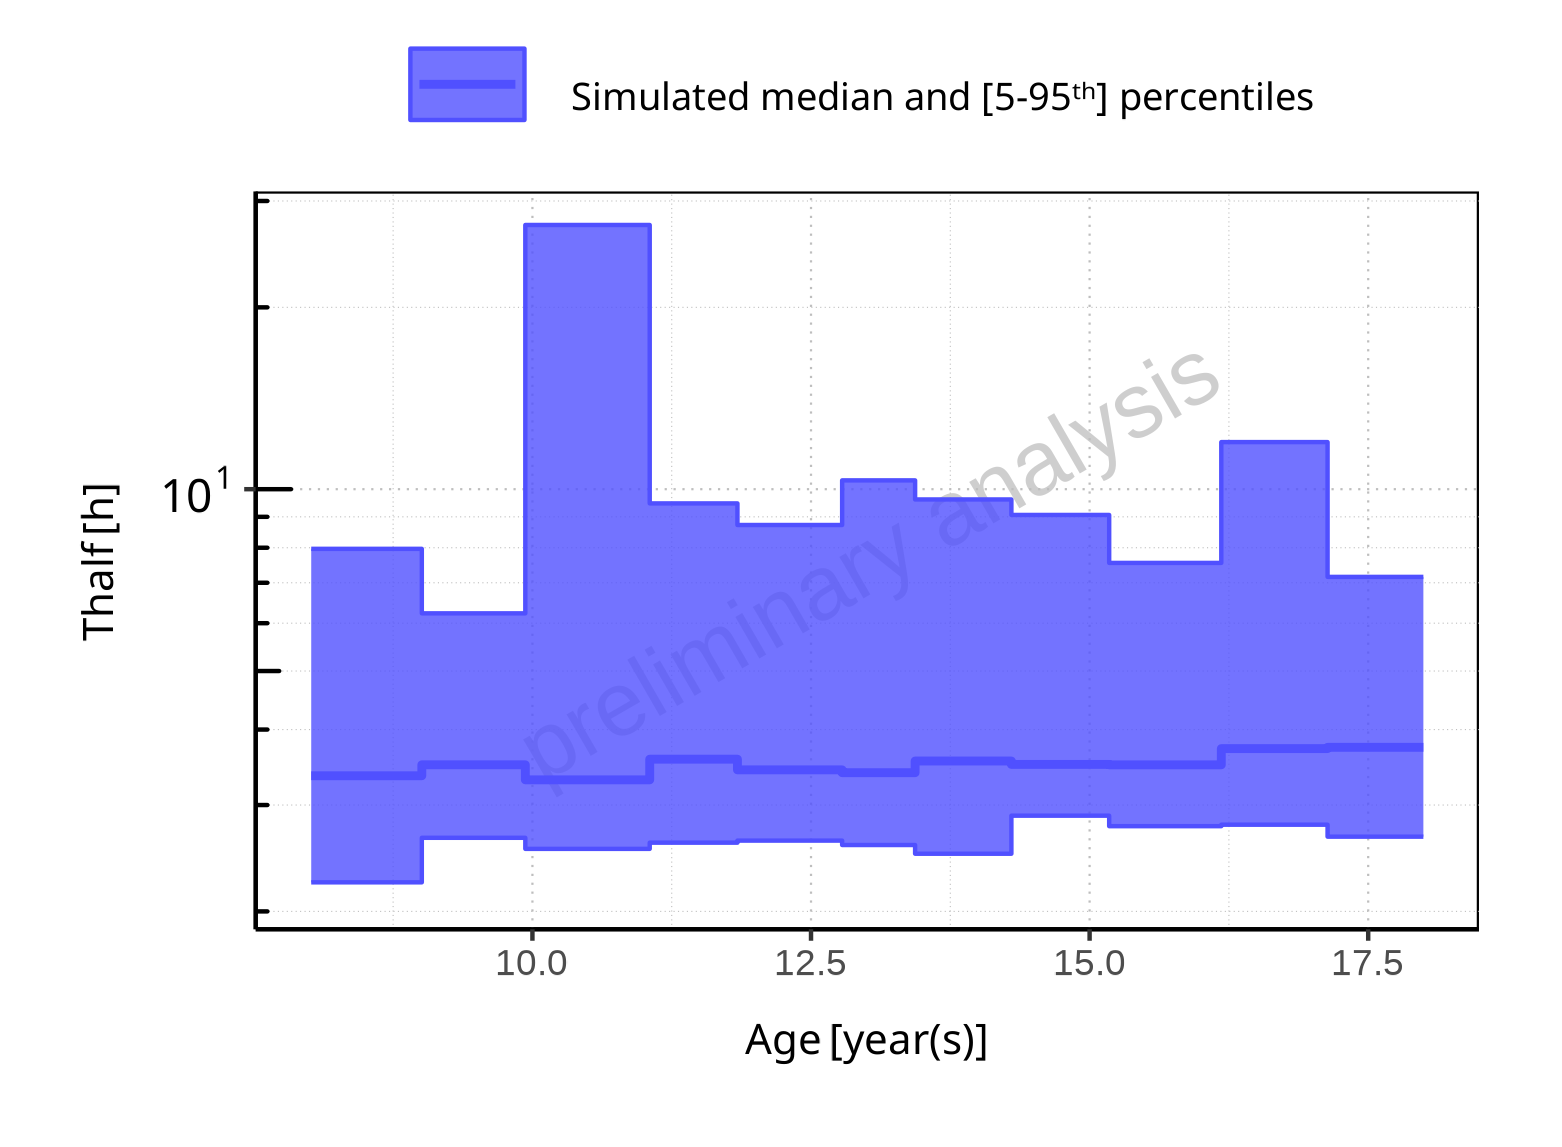 Simulated median and [5-95ᵗʰ] percentiles
10¹
Thalf [h]
preliminary analysis
10.0 12.5 15.0 17.5
Age [year(s)]